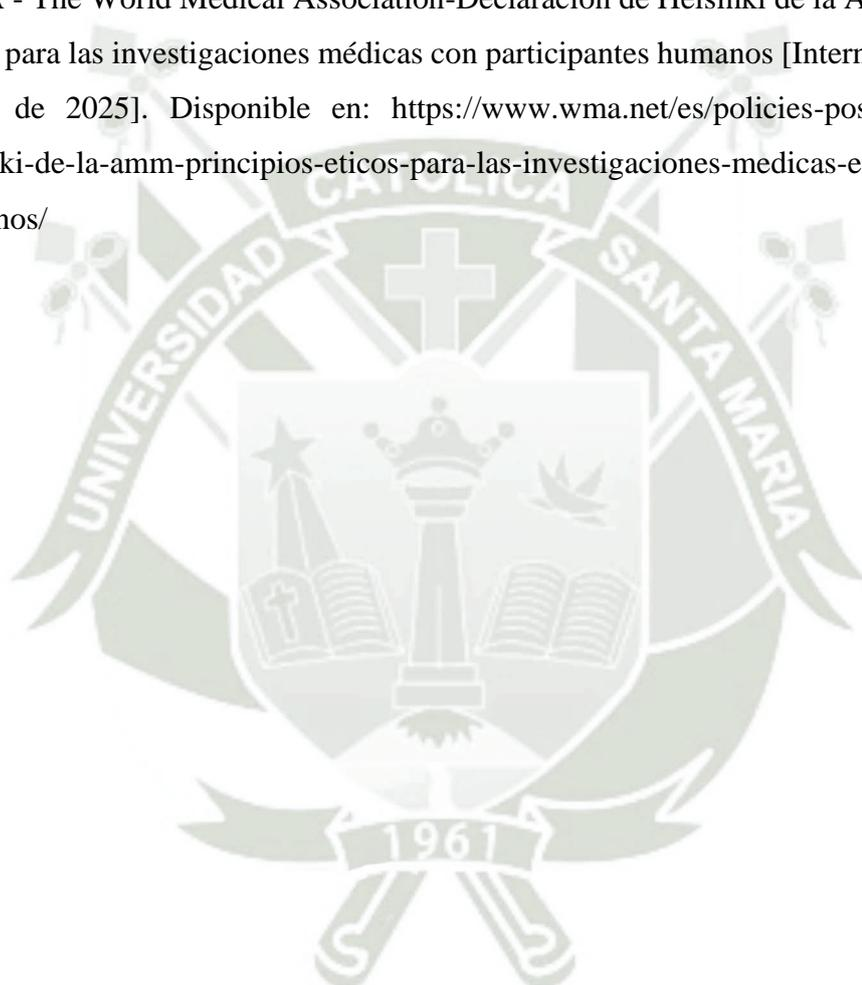 - The World Medical Association-Declaración de Helsinki de la A
para las investigaciones médicas con participantes humanos [Intern
de 2025]. Disponible en: https://www.wma.net/es/policies-pos
ki-de-la-amm-principios-eticos-para-las-investigaciones-medicas-e
nos/
UNIVERSIDAD CATOLICA SANTA MARIA
1961